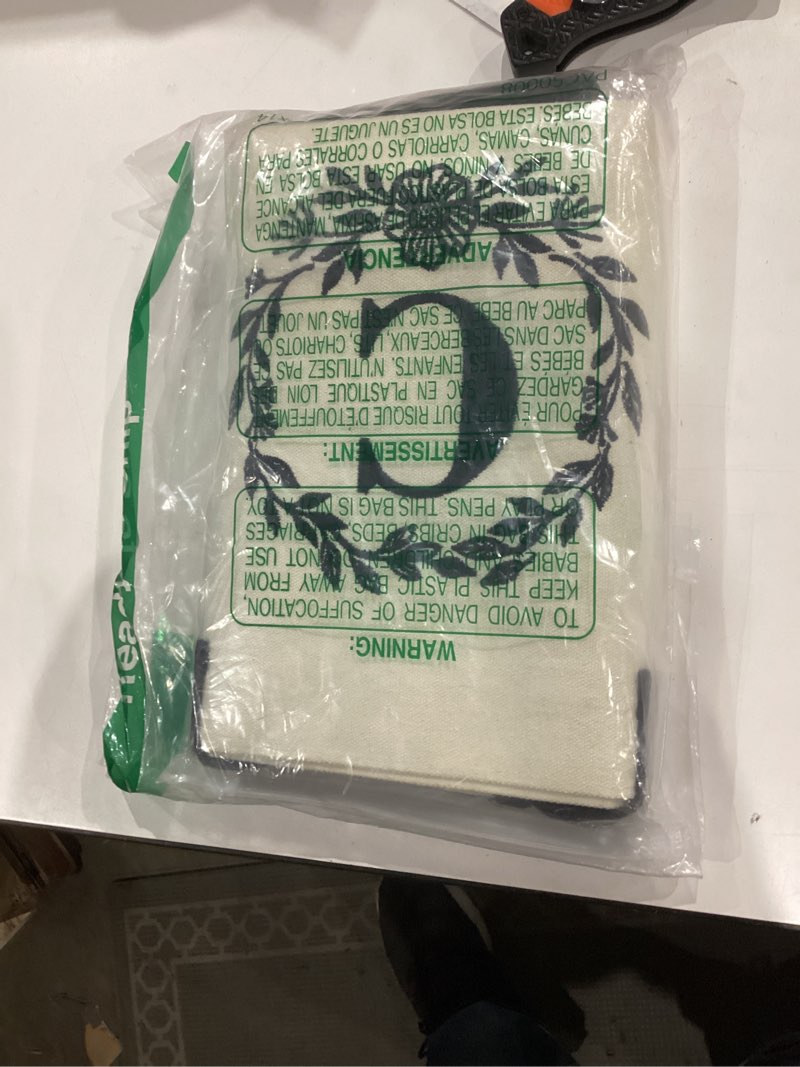 WARNING:
TO AVOID DANGER OF SUFFOCATION,
KEEP THIS PLASTIC BAG AWAY FROM
BABIES AND CHILDREN. DO NOT USE
THIS BAG IN CRIBS, BEDS, CARRIAGES
OR PLAY PENS. THIS BAG IS NOT A TOY.
C
AVERTISSEMENT:
POUR ÉVITER TOUT RISQUE D'ÉTOUFFEMENT
GARDEZ CE SAC EN PLASTIQUE LOIN DES
BÉBÉS ET LES ENFANTS. N'UTILISEZ PAS CE
SAC DANS LES BERCEAUX, LITS, CHARIOTS OU
PARC AU BEBE CE SAC N'EST PAS UN JOUET
ADVERTENCIA
PARA EVITAR EL PELIGRO DE ASFIXIA, MANTENGA
ESTA BOLSA DE FUERA DEL ALCANCE
DE BEBES Y NIÑOS. NO USAR ESTA BOLSA EN
CUNAS, CAMAS, CARRIOLAS O CORRALES PARA
BEBÉS. ESTA BOLSA NO ES UN JUGUETE.
PAC50008